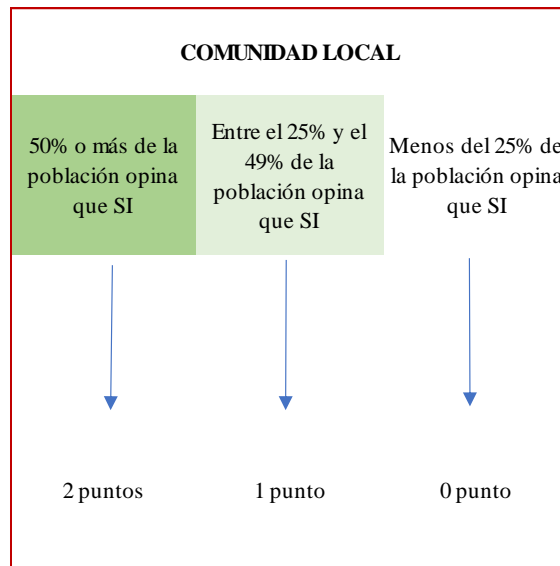 COMUNIDAD LOCAL
50% o más de la
población opina
que SI
Entre el 25% y el
49% de la
población opina
que SI
Menos del 25% de
la población opina
que SI
2 puntos
1 punto
0 punto